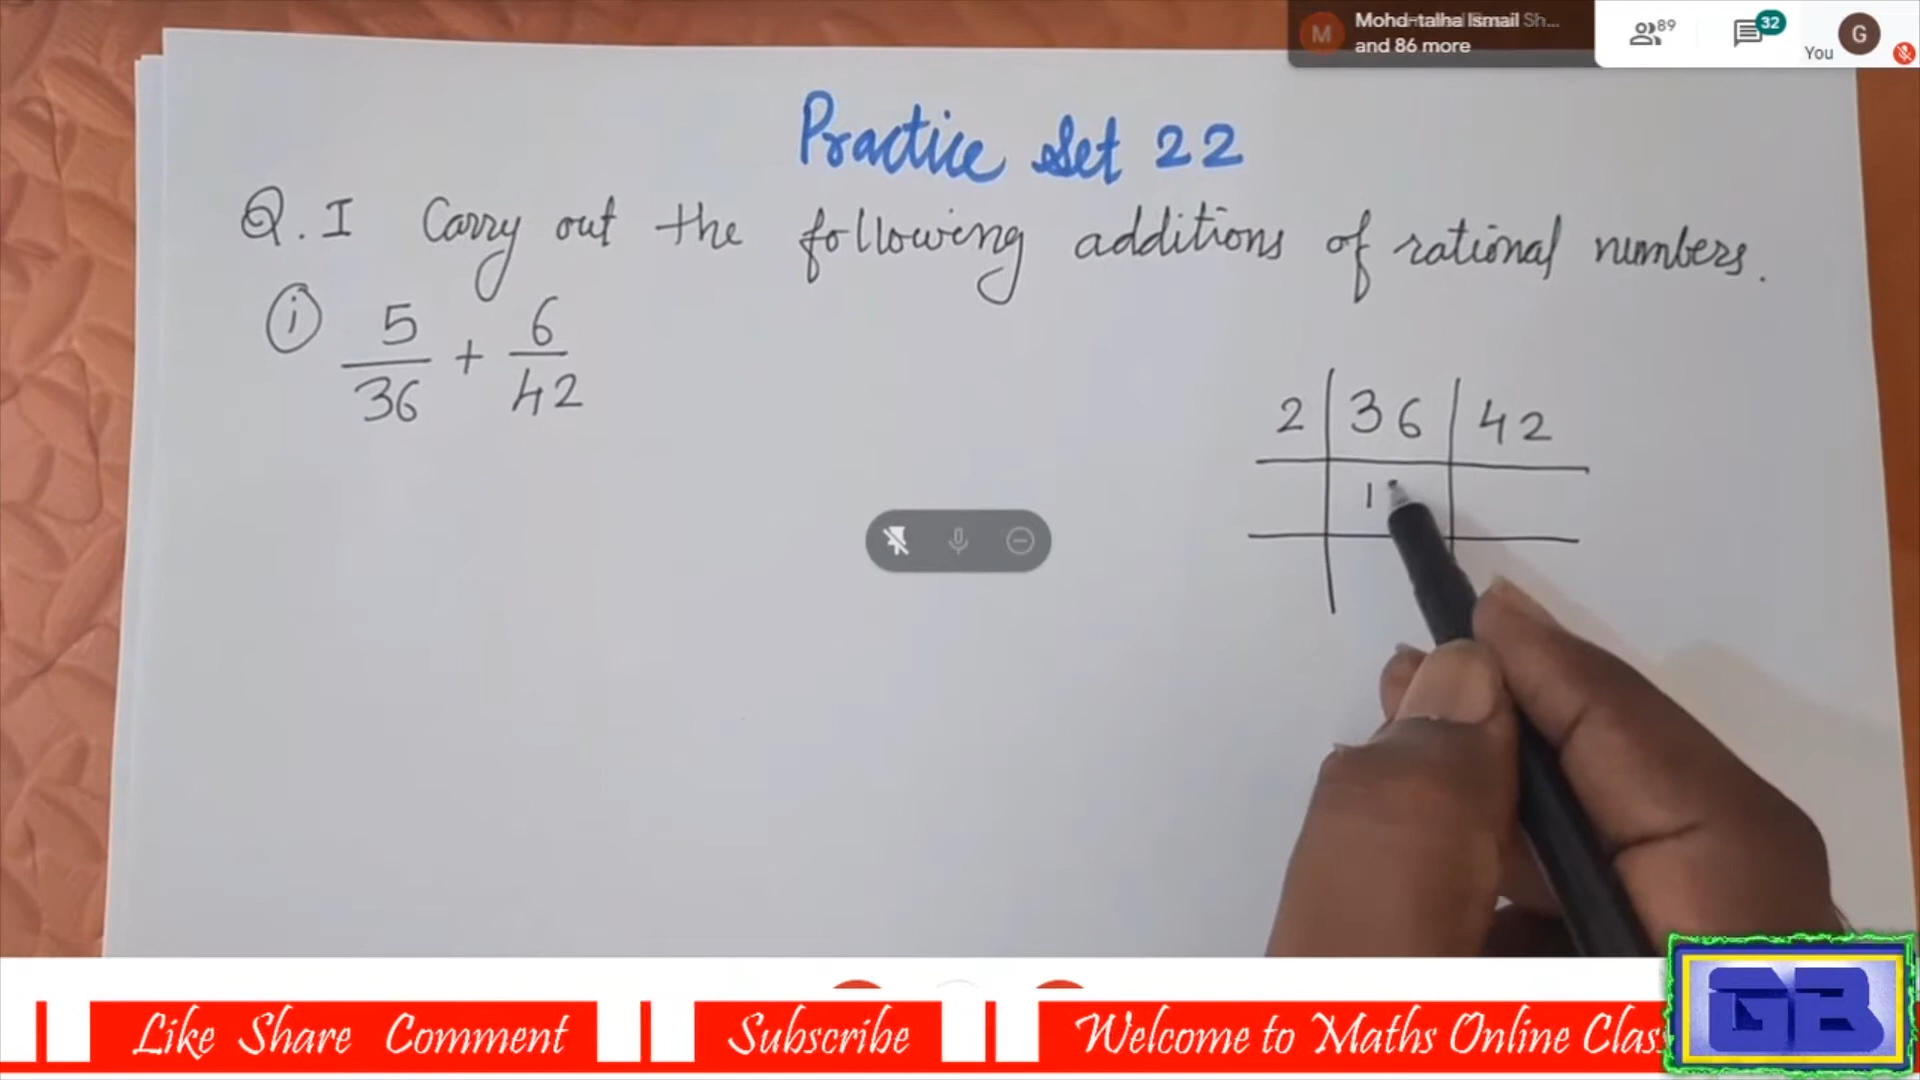 Mohd-talha Ismail Sh...
and 86 more
89
32
You
G
M
Practice Set 22
Q.I Carry out the following additions of rational numbers.
i 5/36 + 6/42
2 36 42
1
Like Share Comment
Subscribe
Welcome to Maths Online Clas
GB